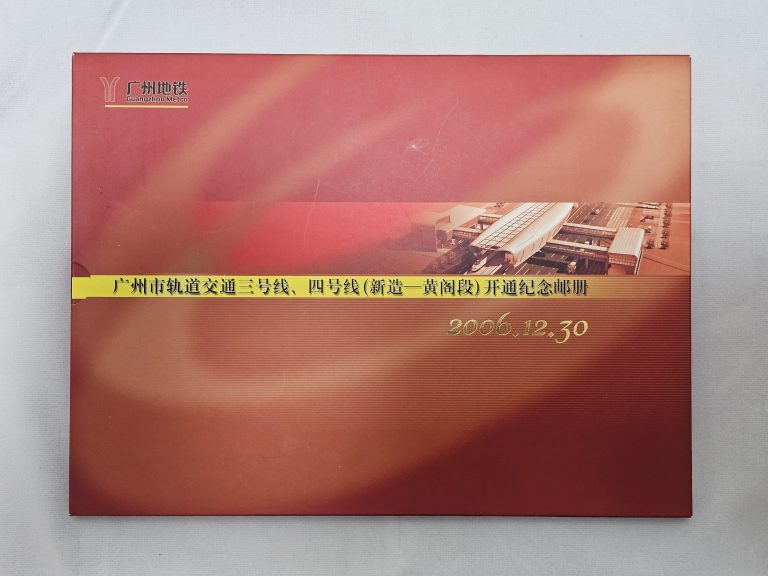 广州地铁
Guangzhou Metro
广州市轨道交通三号线、四号线(新造—黄阁段)开通纪念邮册
2006.12.30